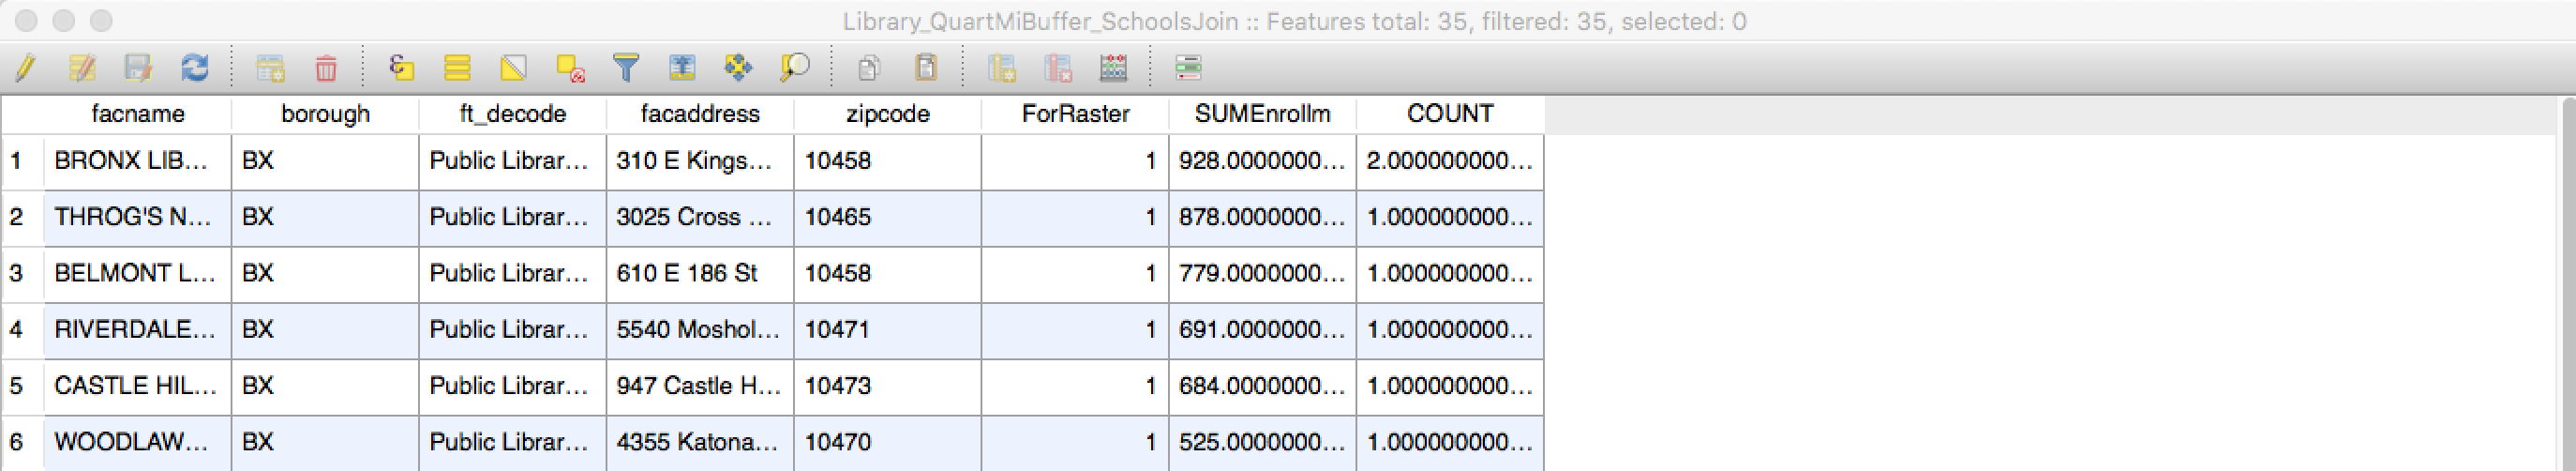 Library_QuartMiBuffer_SchoolsJoin :: Features total: 35, filtered: 35, selected: 0
facname borough ft_decode facaddress zipcode ForRaster SUMEnrollm COUNT
1 BRONX LIB... BX Public Librar... 310 E Kings... 10458 1 928.0000000... 2.000000000...
2 THROG'S N... BX Public Librar... 3025 Cross ... 10465 1 878.0000000... 1.000000000...
3 BELMONT L... BX Public Librar... 610 E 186 St 10458 1 779.0000000... 1.000000000...
4 RIVERDALE... BX Public Librar... 5540 Moshol... 10471 1 691.0000000... 1.000000000...
5 CASTLE HIL... BX Public Librar... 947 Castle H... 10473 1 684.0000000... 1.000000000...
6 WOODLAW... BX Public Librar... 4355 Katona... 10470 1 525.0000000... 1.000000000...